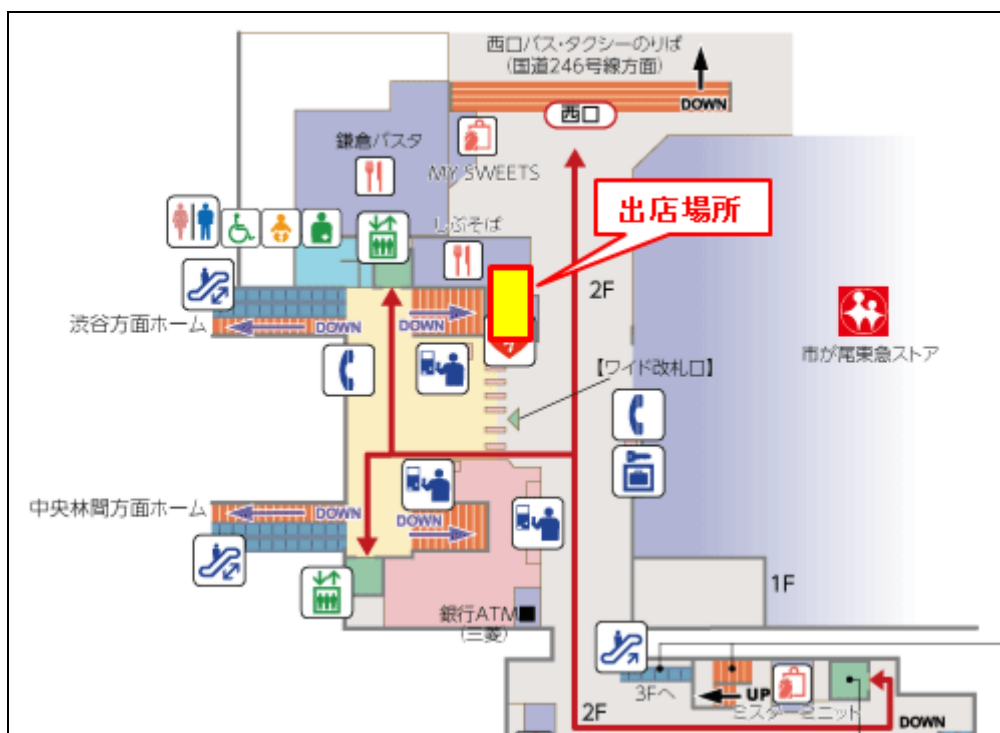 西口バス・タクシーのりば
(国道246号線方面)
DOWN
西口
鎌倉パスタ
MY SWEETS
出店場所
しぶそば
2F
渋谷方面ホーム
DOWN
DOWN
市が尾東急ストア
【ワイド改札口】
中央林間方面ホーム
DOWN
DOWN
1F
銀行ATM
(三菱)
3Fへ
UP
ミスターミニット
2F
DOWN